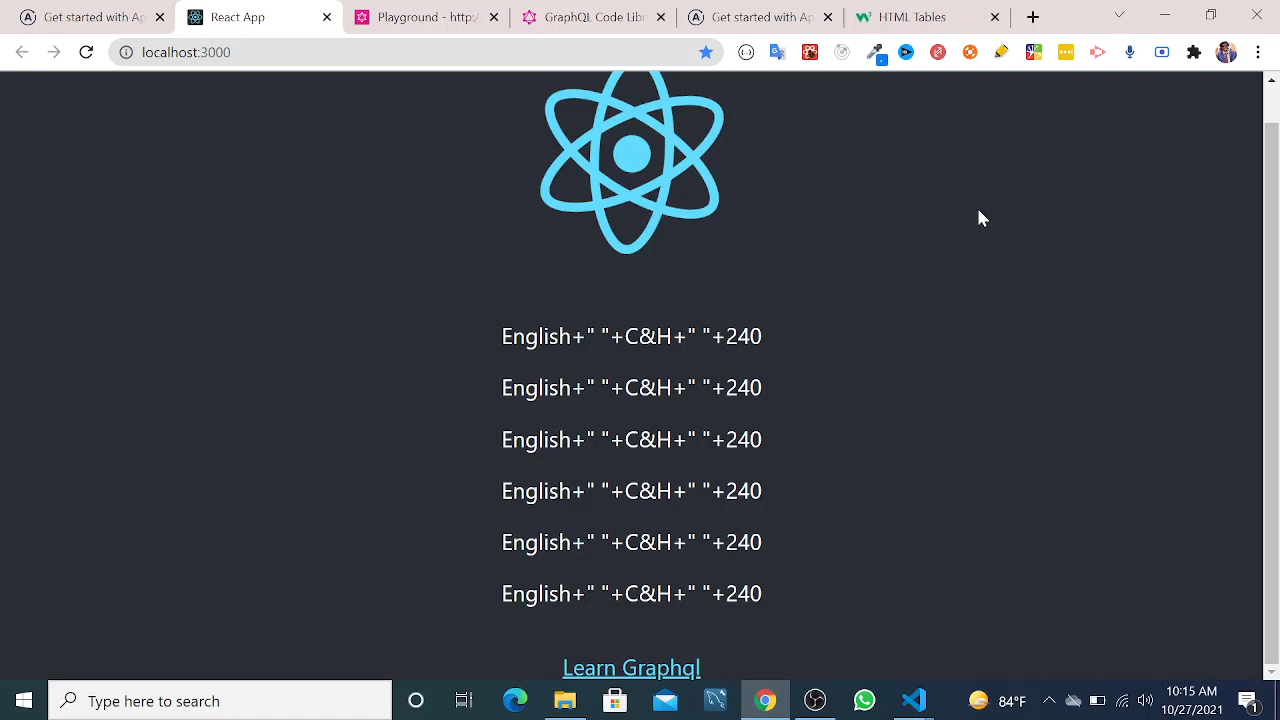 Get started with Ap
React App
Playground - http:/
GraphQL Code Libr
Get started with Ap
HTML Tables
localhost:3000
English+" "+C&H+" "+240
English+" "+C&H+" "+240
English+" "+C&H+" "+240
English+" "+C&H+" "+240
English+" "+C&H+" "+240
English+" "+C&H+" "+240
Learn Graphql
Type here to search
84°F
10:15 AM
10/27/2021